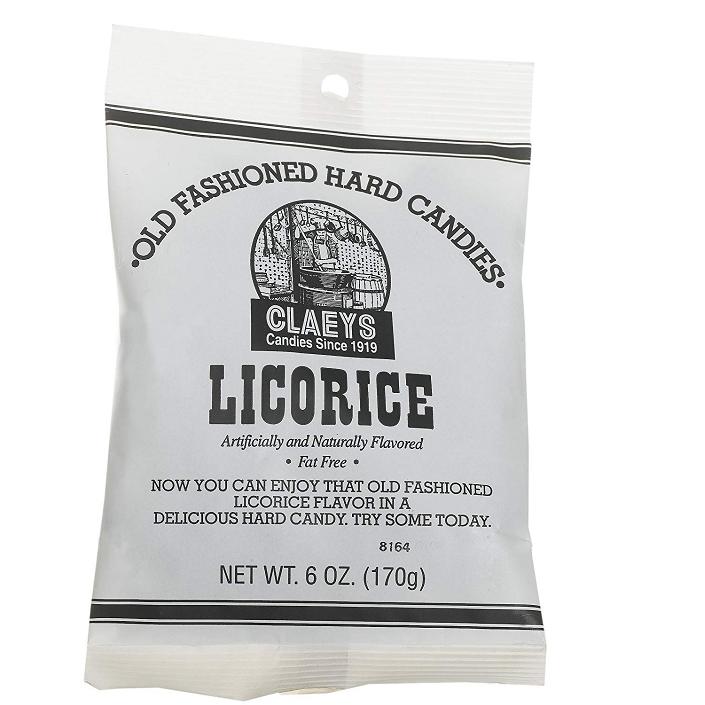 •OLD FASHIONED HARD CANDIES•
CLAEYS
Candies Since 1919
LICORICE
Artificially and Naturally Flavored
• Fat Free •
NOW YOU CAN ENJOY THAT OLD FASHIONED
LICORICE FLAVOR IN A
DELICIOUS HARD CANDY. TRY SOME TODAY.
8164
NET WT. 6 OZ. (170g)